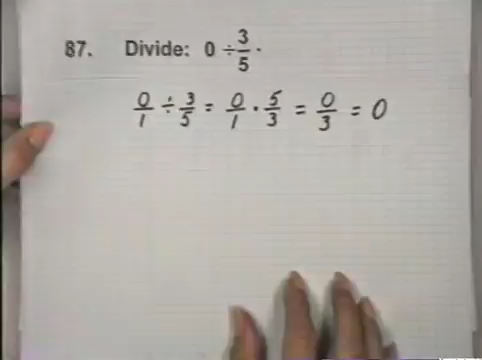 87. Divide: 0 ÷ 3/5.
0/1 ÷ 3/5 = 0/1 · 5/3 = 0/3 = 0